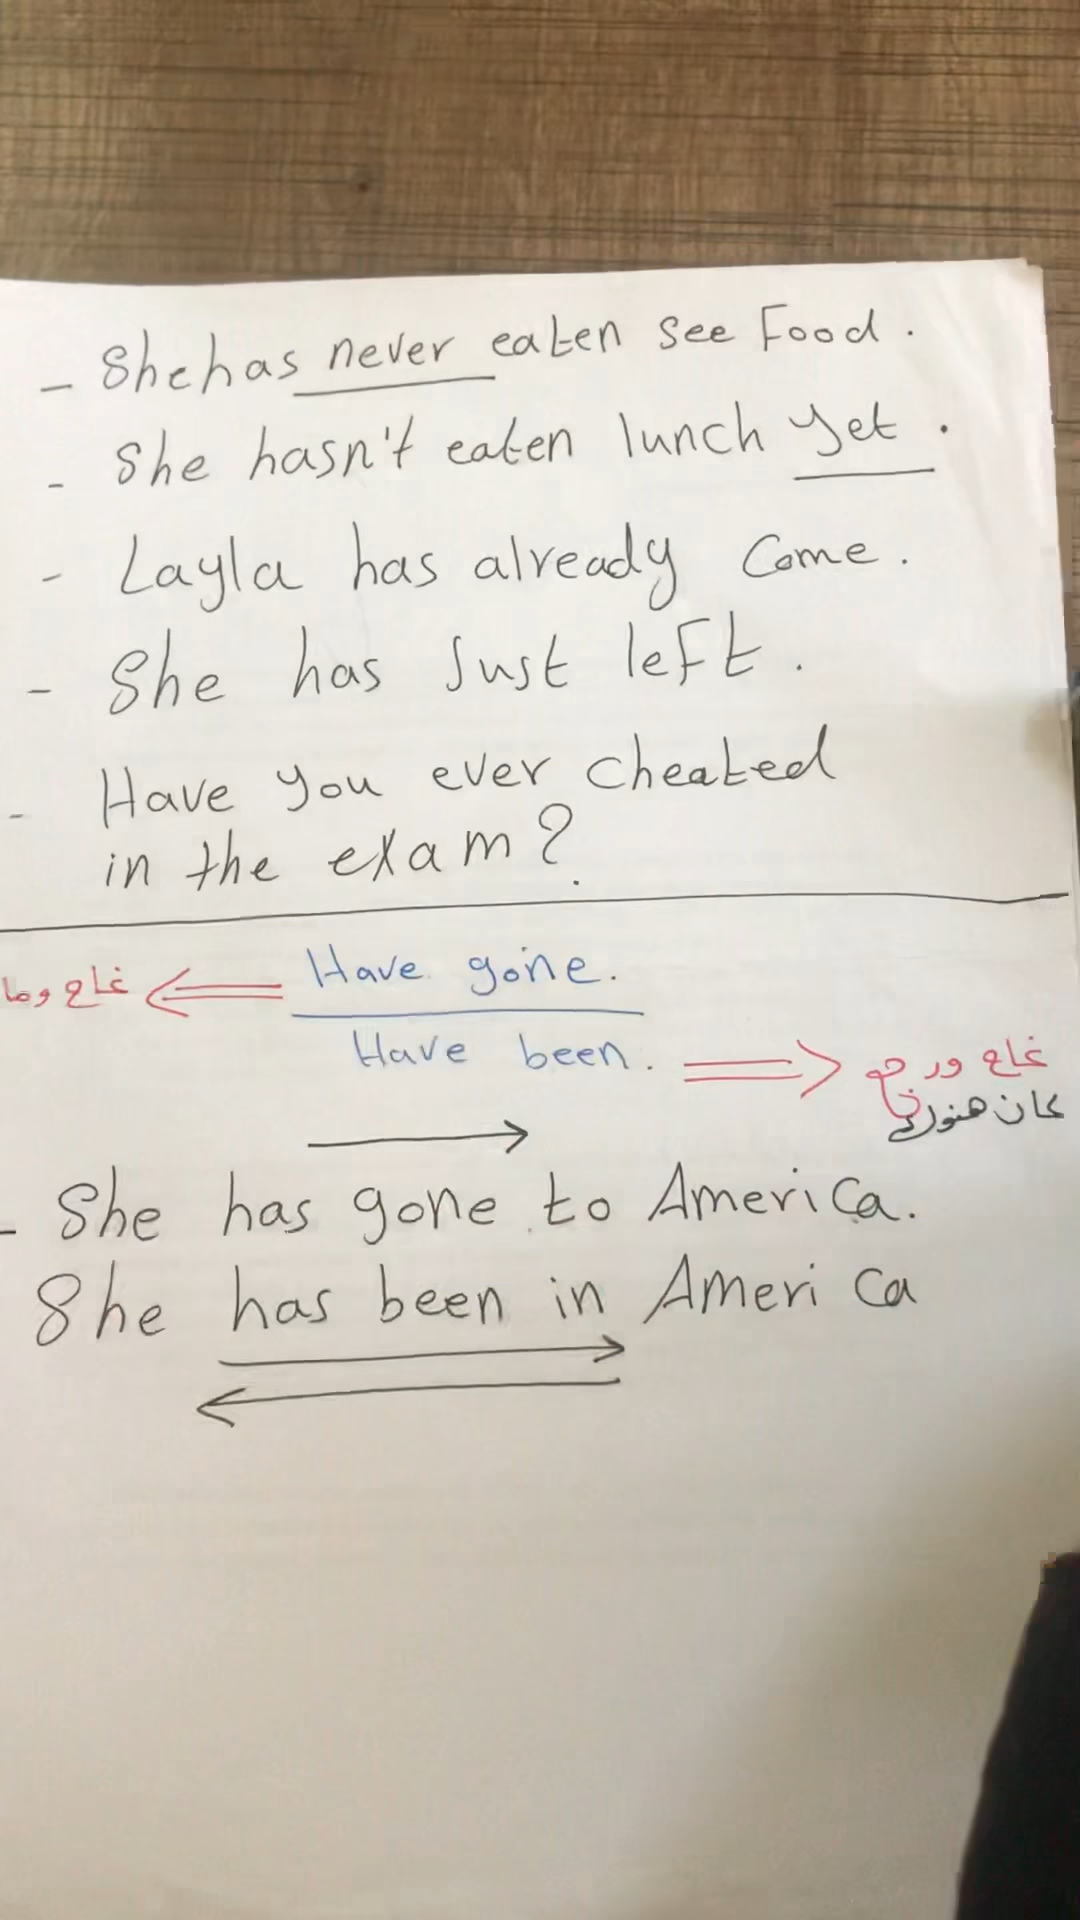 - She has never eaten see Food.
- She hasn't eaten lunch yet.
- Layla has already come.
- She has Just left.
- Have you ever cheated
in the exam?
Have gone.
غاح وما
Have been.
غاح ورجع
كان هنوك
- She has gone to America.
She has been in America